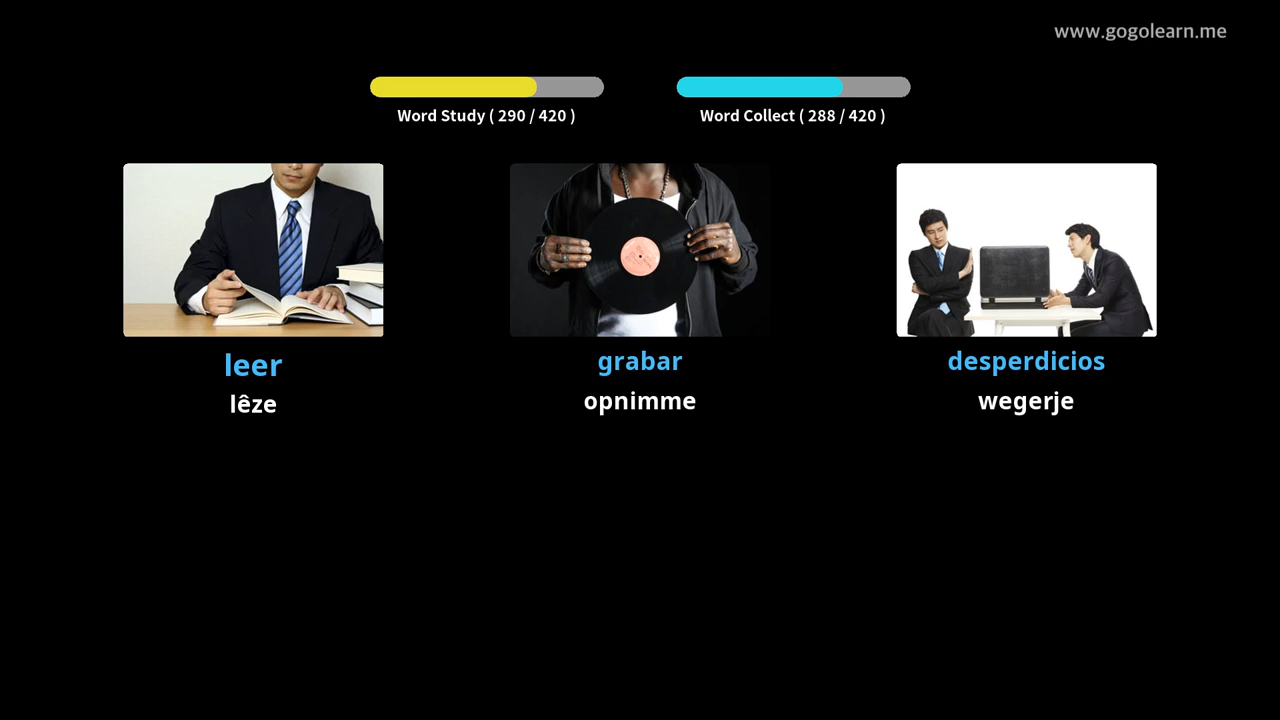 www.gogolearn.me
Word Study ( 290 / 420 )
Word Collect ( 288 / 420 )
leer
lêze
grabar
opnimme
desperdicios
wegerje